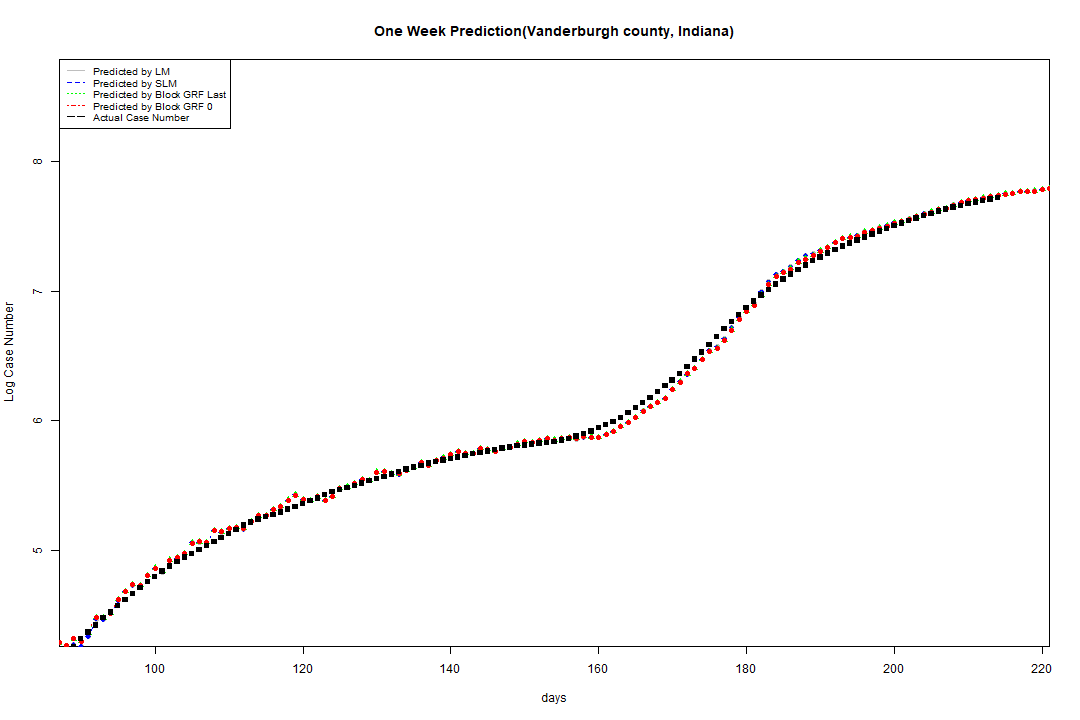 One Week Prediction(Vanderburgh county, Indiana)
Predicted by LM
Predicted by SLM
Predicted by Block GRF Last
Predicted by Block GRF 0
Actual Case Number
8
7
6
5
Log Case Number
100 120 140 160 180 200 220
days